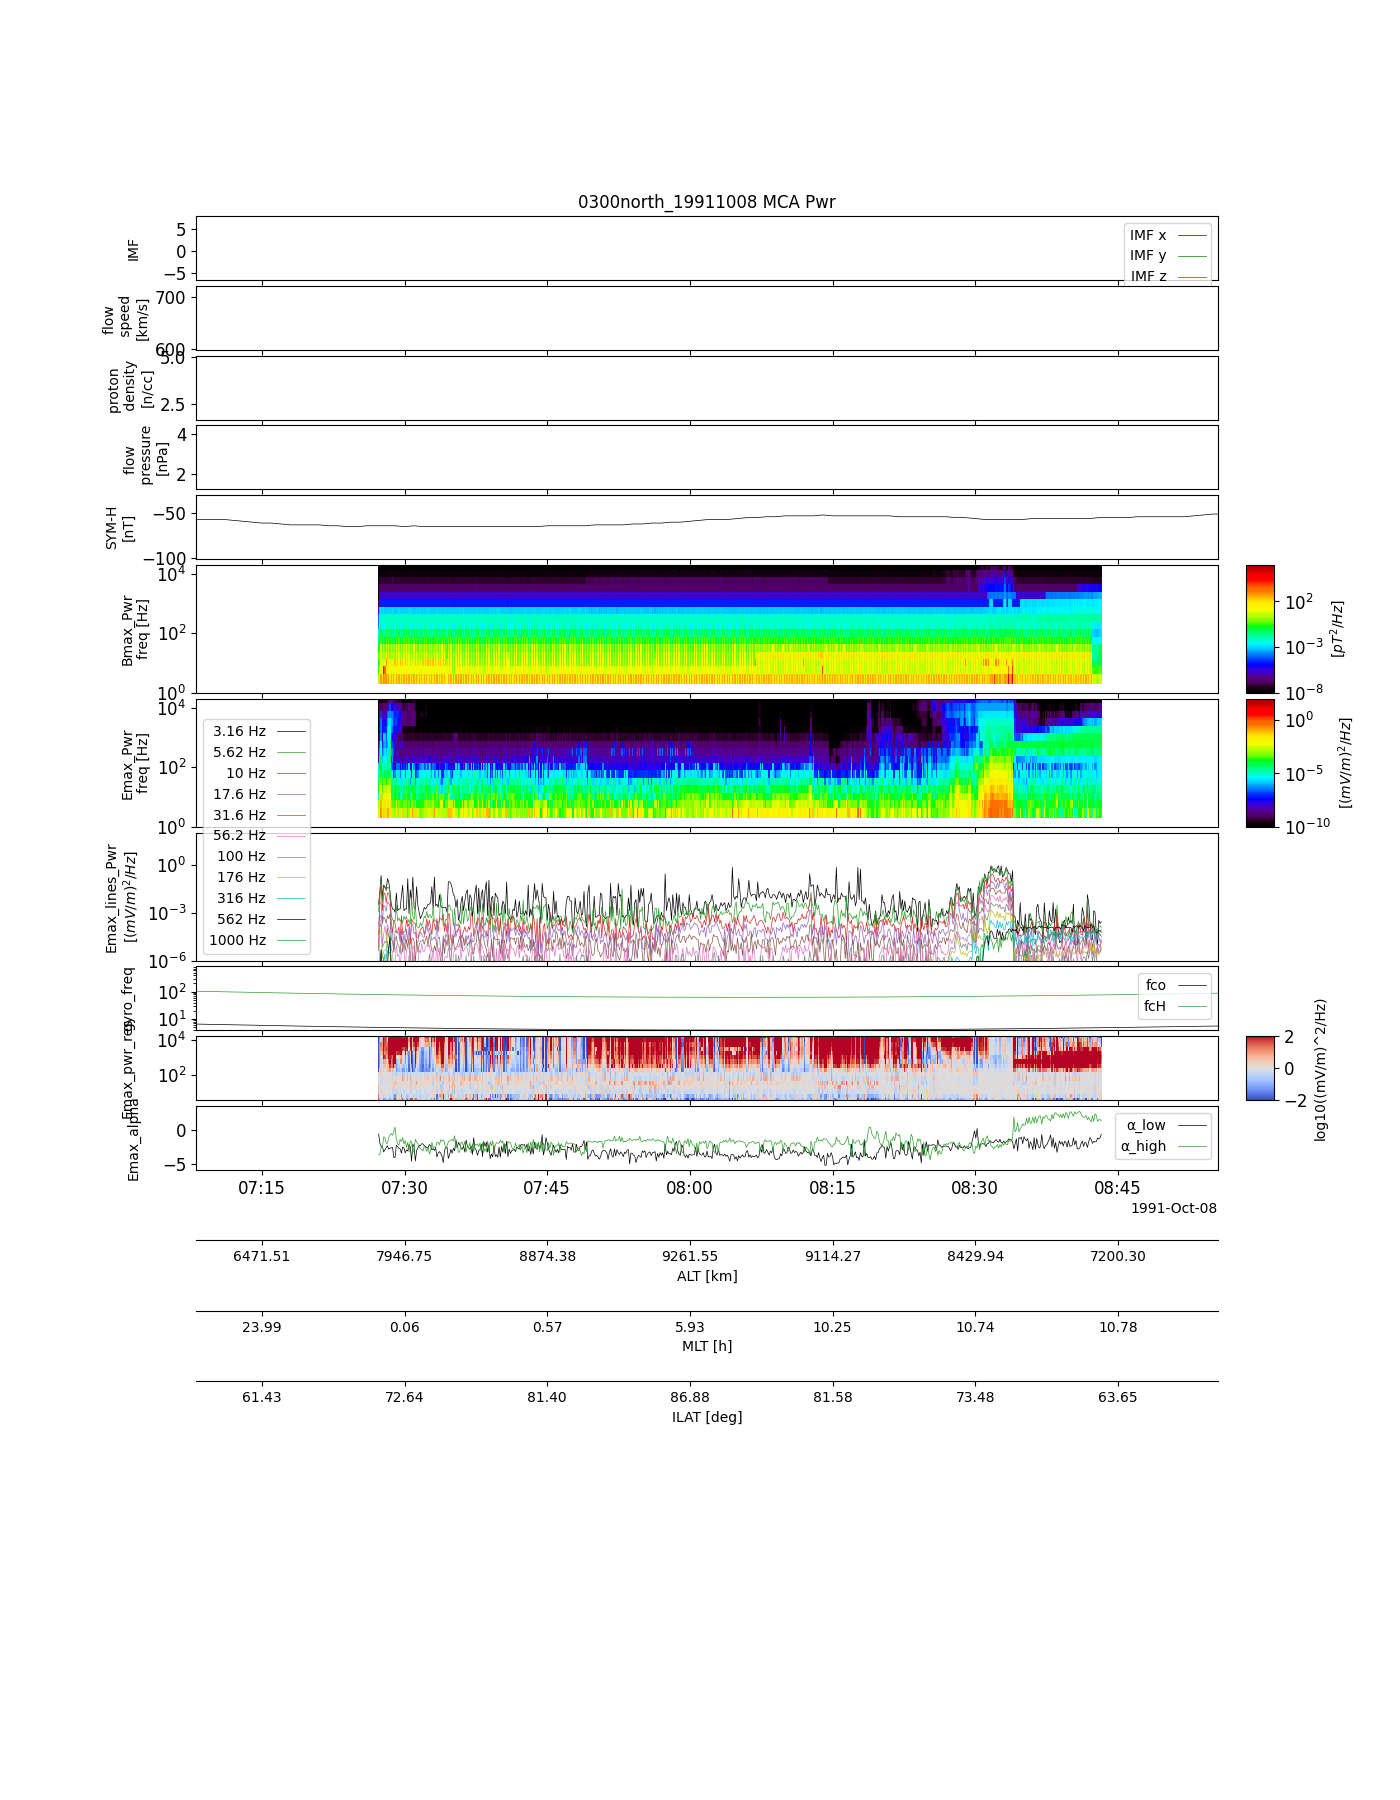 0300north_19911008 MCA Pwr
IMF
5
0
−5
IMF x
IMF y
IMF z
flow
speed
[km/s]
700
600
proton
density
[n/cc]
5.0
2.5
flow
pressure
[nPa]
4
2
SYM-H
[nT]
−50
−100
Bmax_Pwr
freq [Hz]
10^4
10^2
10^0
10^2
10^−3
10^−8
[pT^2/Hz]
Emax_Pwr
freq [Hz]
10^4
10^2
10^0
10^0
10^−5
10^−10
[(mV/m)^2/Hz]
3.16 Hz
5.62 Hz
10 Hz
17.6 Hz
31.6 Hz
56.2 Hz
100 Hz
176 Hz
316 Hz
562 Hz
1000 Hz
Emax_lines_Pwr
[(mV/m)^2/Hz]
10^0
10^−3
10^−6
gyro_freq
10^2
10^1
fco
fcH
Emax_pwr_reg
10^4
10^2
2
0
−2
log10((mV/m)^2/Hz)
Emax_alpha
0
−5
α_low
α_high
07:15 07:30 07:45 08:00 08:15 08:30 08:45
1991-Oct-08
6471.51 7946.75 8874.38 9261.55 9114.27 8429.94 7200.30
ALT [km]
23.99 0.06 0.57 5.93 10.25 10.74 10.78
MLT [h]
61.43 72.64 81.40 86.88 81.58 73.48 63.65
ILAT [deg]